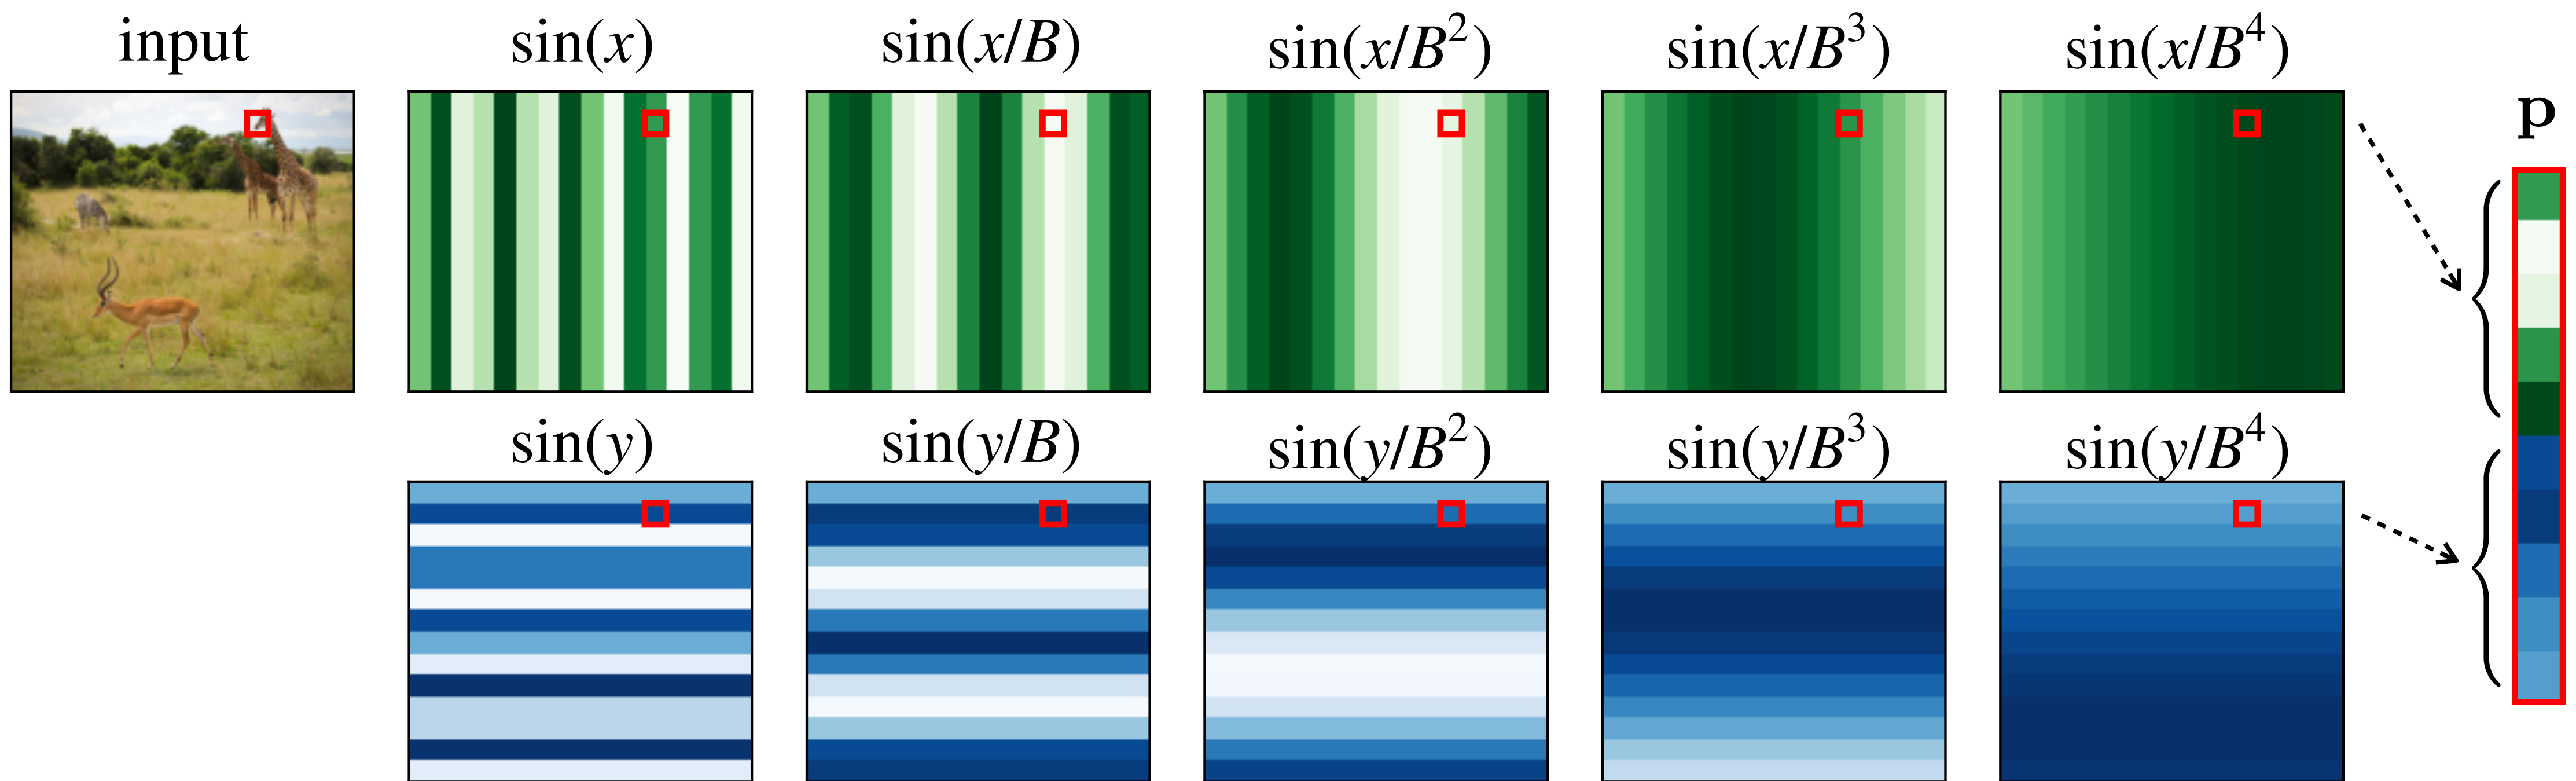 input
sin(x)
sin(x/B)
sin(x/B²)
sin(x/B³)
sin(x/B⁴)
p
sin(y)
sin(y/B)
sin(y/B²)
sin(y/B³)
sin(y/B⁴)